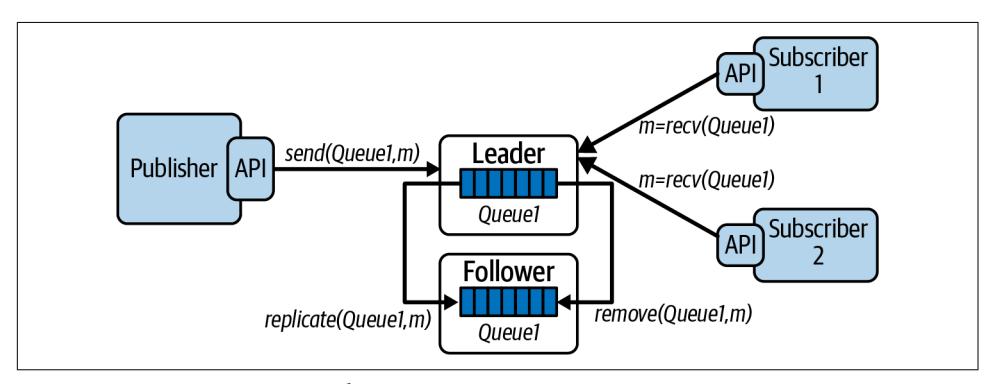 Publisher
API
send(Queue1,m)
Leader
Queue1
Follower
Queue1
replicate(Queue1,m)
remove(Queue1,m)
m=recv(Queue1)
API
Subscriber
1
m=recv(Queue1)
API
Subscriber
2